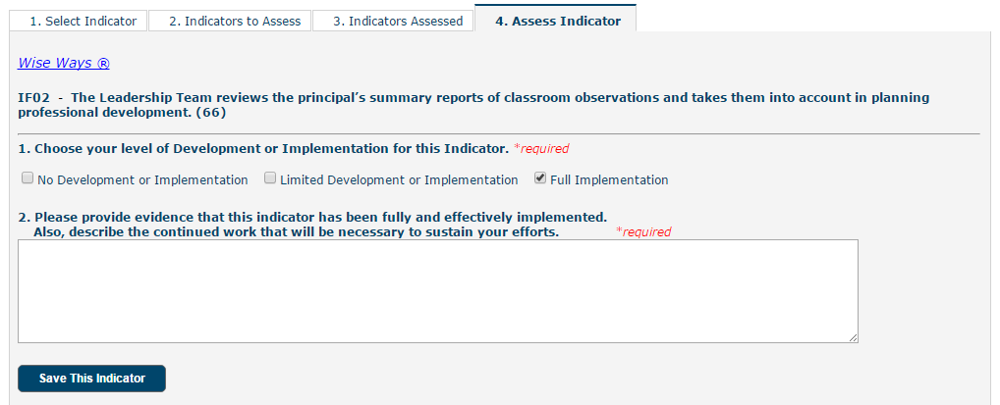 1. Select Indicator
2. Indicators to Assess
3. Indicators Assessed
4. Assess Indicator
Wise Ways ®
IF02 - The Leadership Team reviews the principal’s summary reports of classroom observations and takes them into account in planning
professional development. (66)
1. Choose your level of Development or Implementation for this Indicator. *required
No Development or Implementation Limited Development or Implementation Full Implementation
2. Please provide evidence that this indicator has been fully and effectively implemented.
Also, describe the continued work that will be necessary to sustain your efforts. *required
Save This Indicator